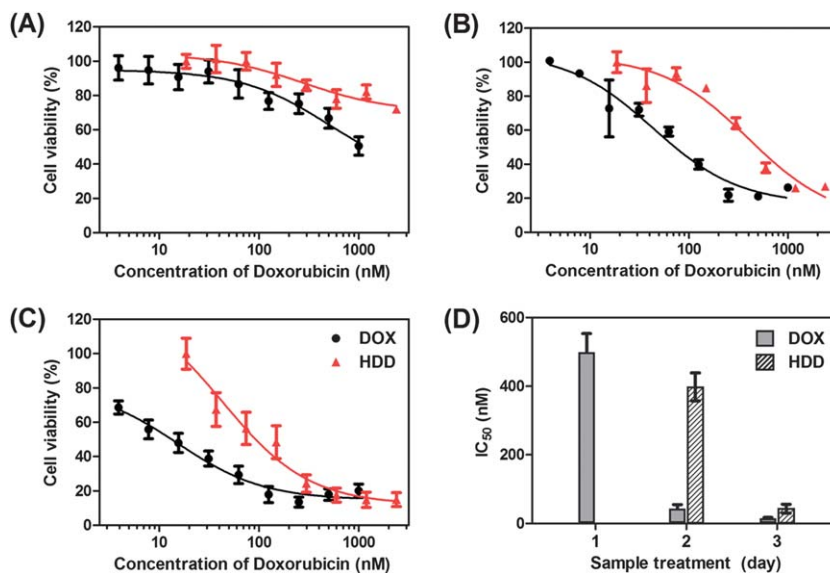 (A)
120
100
80
60
40
20
0
Cell viability (%)
10
100
1000
Concentration of Doxorubicin (nM)
(B)
120
100
80
60
40
20
0
Cell viability (%)
10
100
1000
Concentration of Doxorubicin (nM)
(C)
120
100
80
60
40
20
0
Cell viability (%)
DOX
HDD
10
100
1000
Concentration of Doxorubicin (nM)
(D)
600
400
200
0
IC50 (nM)
DOX
HDD
1
2
3
Sample treatment (day)